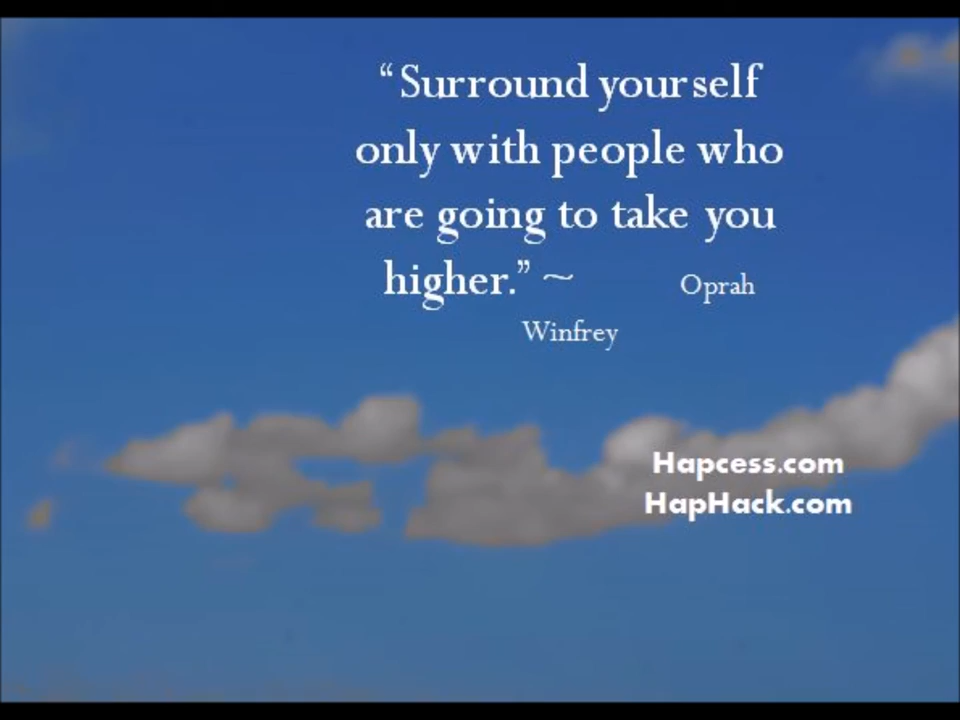 “Surround yourself
only with people who
are going to take you
higher.” ~ Oprah
Winfrey
Hapcess.com
HapHack.com